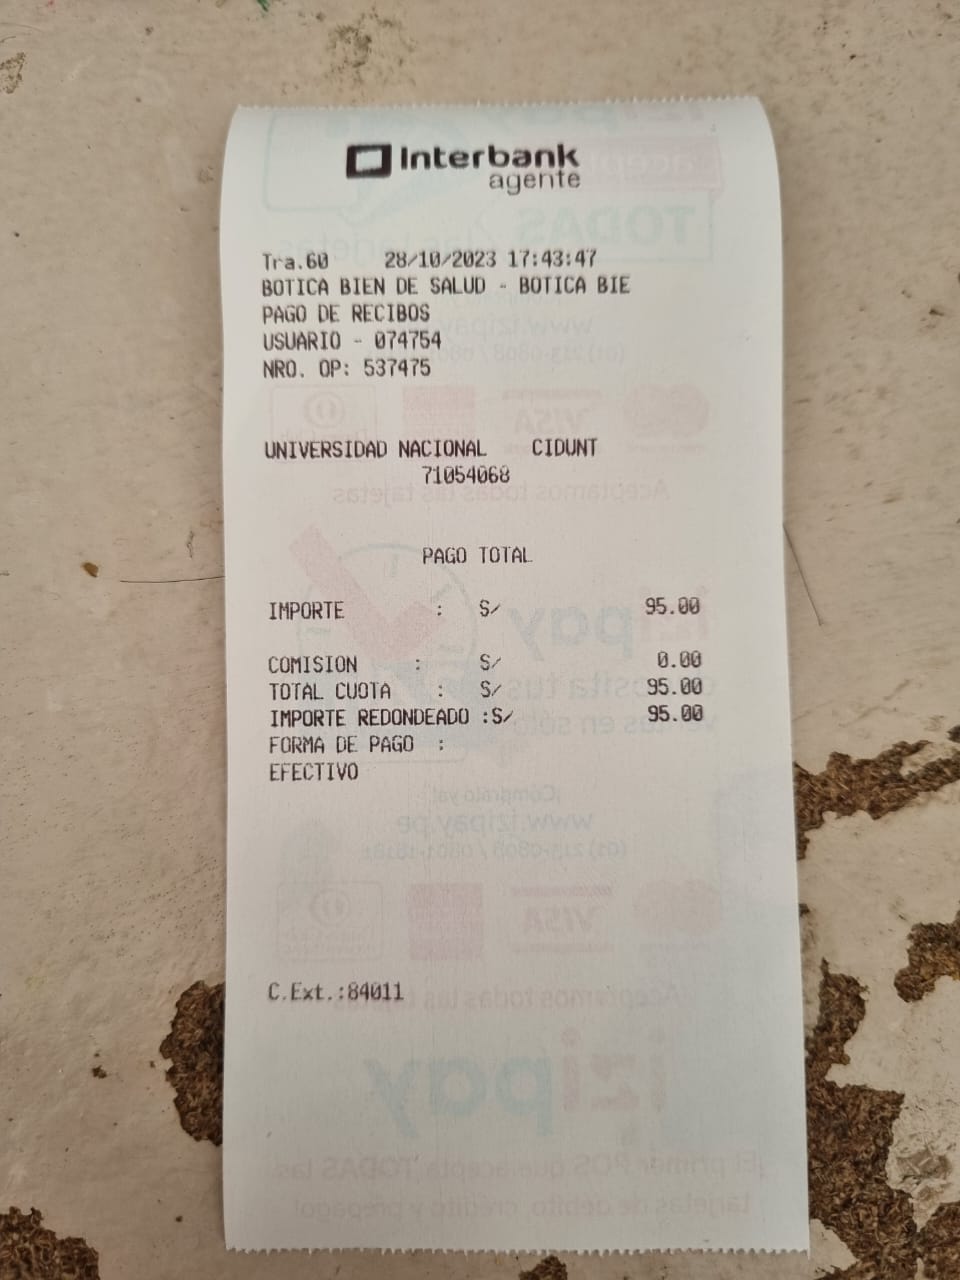 Interbank
agente
Tra.60 28/10/2023 17:43:47
BOTICA BIEN DE SALUD - BOTICA BIE
PAGO DE RECIBOS
USUARIO - 074754
NRO. OP: 537475
UNIVERSIDAD NACIONAL CIDUNT
71054068
PAGO TOTAL
IMPORTE : S/ 95.00
COMISION : S/ 0.00
TOTAL CUOTA : S/ 95.00
IMPORTE REDONDEADO :S/ 95.00
FORMA DE PAGO :
EFECTIVO
C.Ext.:84011